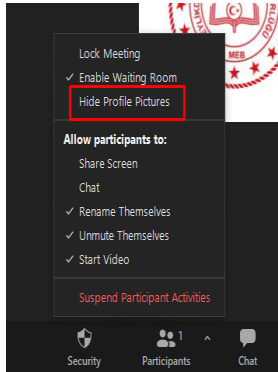 MEB
Lock Meeting
✓ Enable Waiting Room
Hide Profile Pictures
Allow participants to:
Share Screen
Chat
✓ Rename Themselves
✓ Unmute Themselves
✓ Start Video
Suspend Participant Activities
1
Security
Participants
Chat